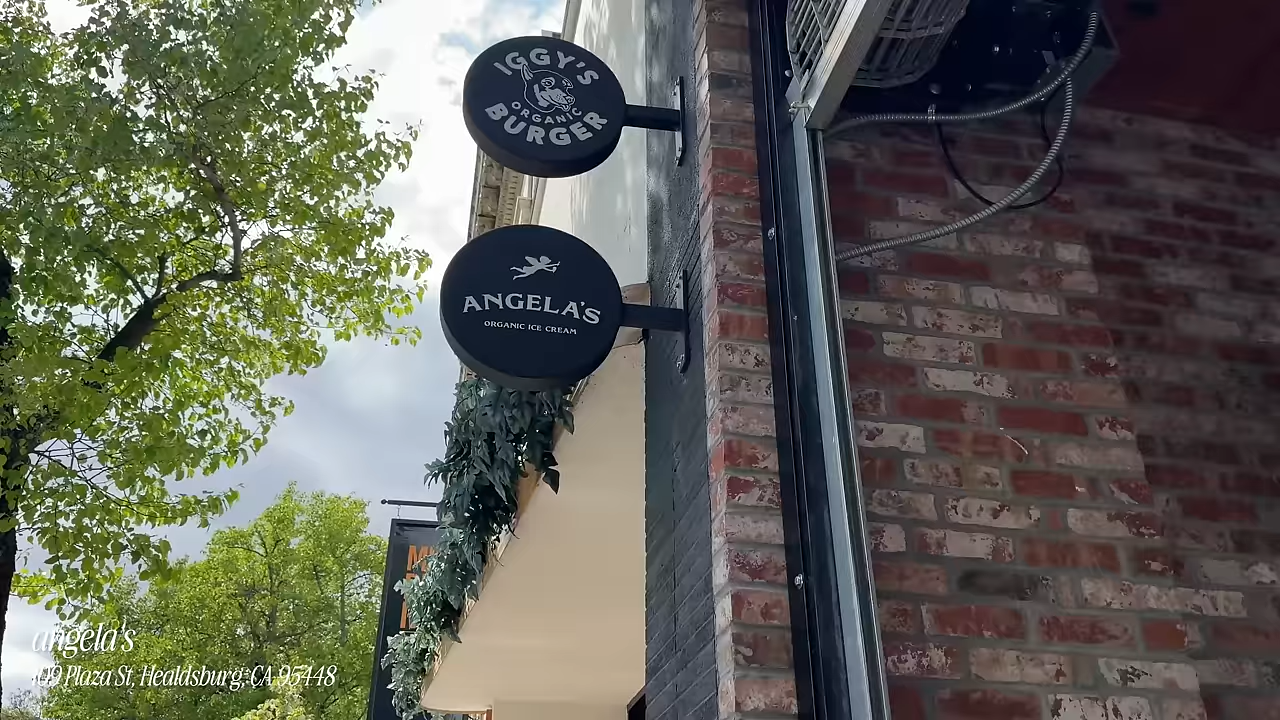 IGGY'S
ORGANIC
BURGER
ANGELA'S
ORGANIC ICE CREAM
angela's
109 Plaza St, Healdsburg, CA 95448